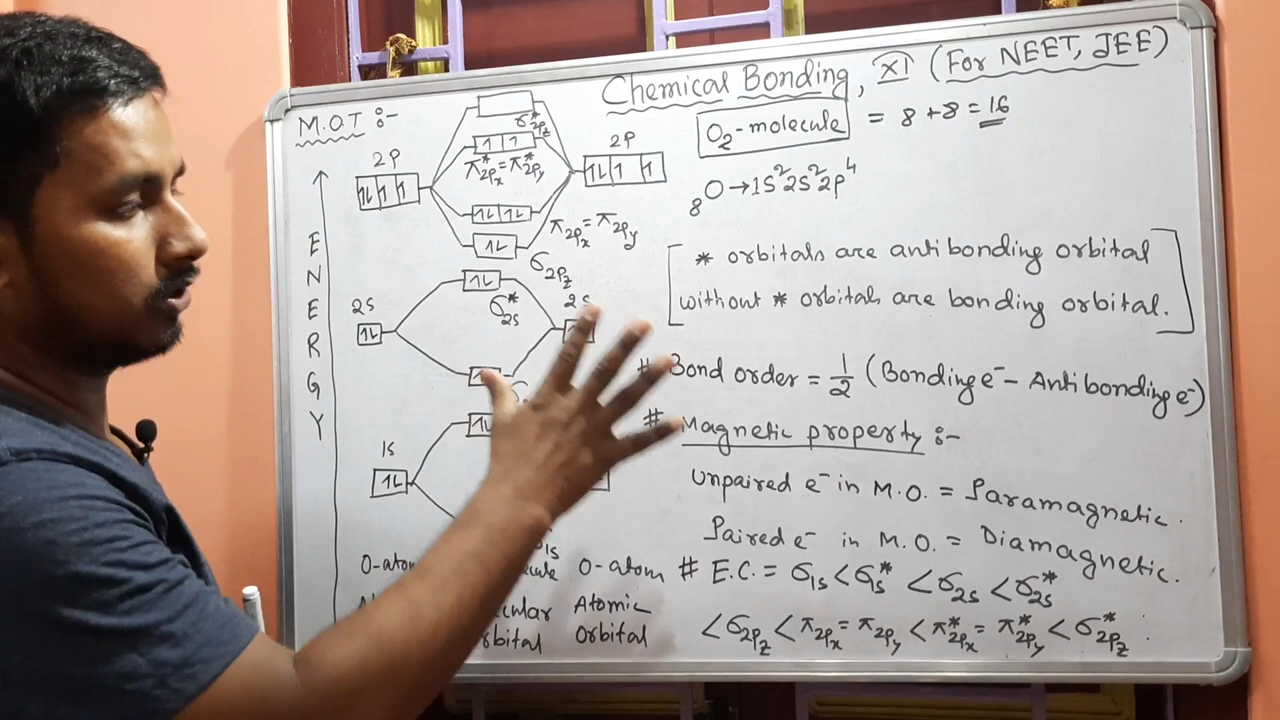 Chemical Bonding, XI (For NEET, JEE)
M.O.T :-
O₂-molecule = 8 + 8 = 16
₈O → 1S² 2S² 2P⁴
[ * orbitals are antibonding orbital
without * orbitals are bonding orbital. ]
# Bond order = 1/2 (Bonding e⁻ - Antibonding e⁻)
# Magnetic property :-
Unpaired e⁻ in M.O. = Paramagnetic.
Paired e⁻ in M.O. = Diamagnetic.
# E.C. = σ1s < σ*1s < σ2s < σ*2s
< σ2pz < π2px = π2py < π*2px = π*2py < σ*2pz
ENERGY
σ*2pz
2P
2P
π*2px = π*2py
π2px = π2py
σ2pz
2S
σ*2s
2S
1S
O-atom
O-atom
Atomic
Orbital
Orbital